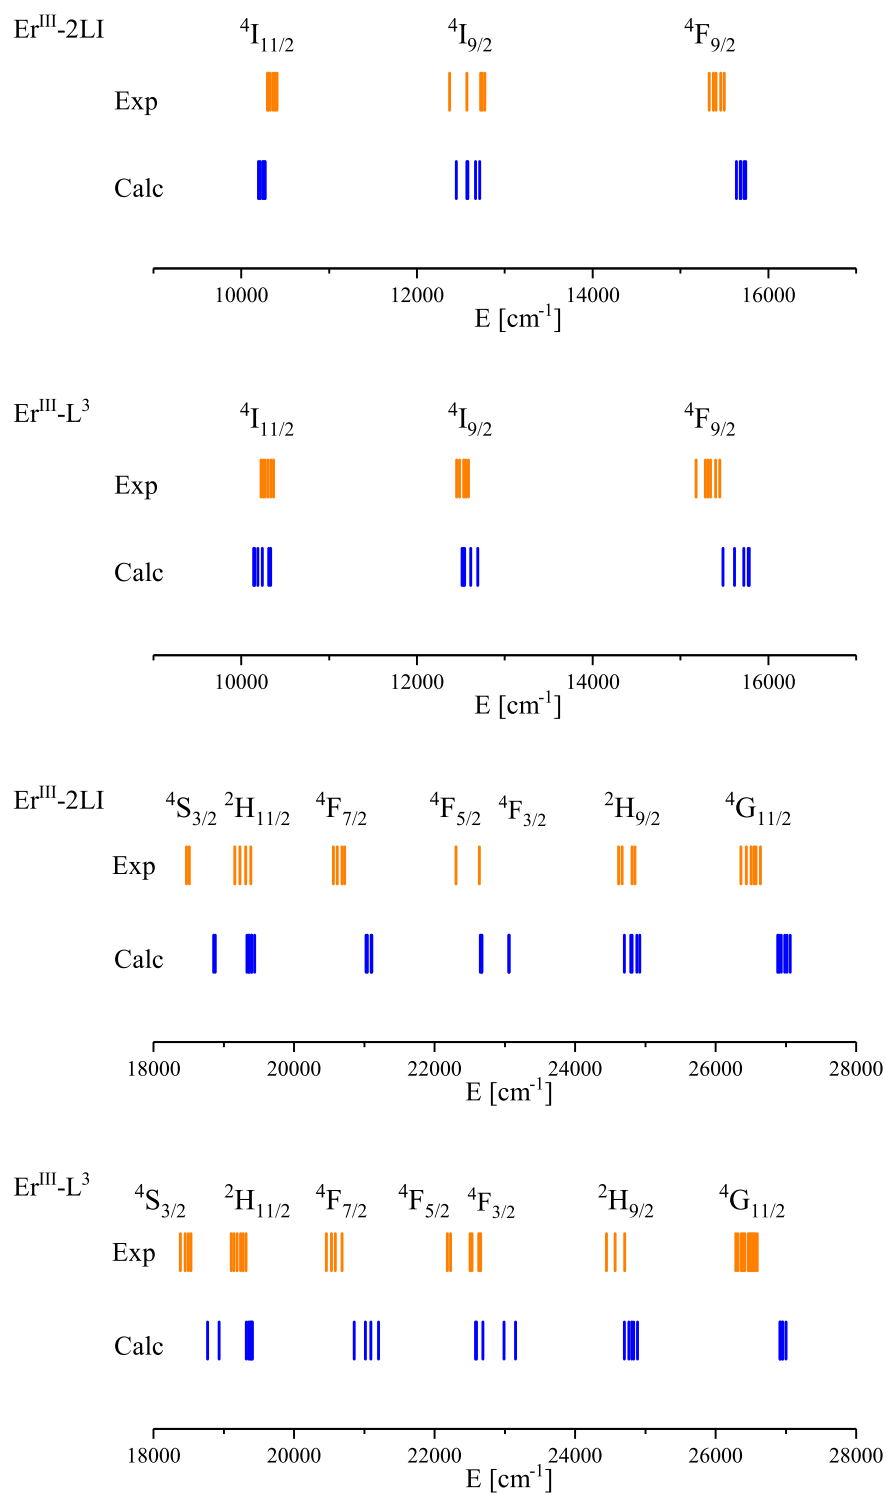 Er^III-2LI ^4I_11/2 ^4I_9/2 ^4F_9/2
Exp
Calc
10000 12000 14000 16000
E [cm^-1]
Er^III-L^3 ^4I_11/2 ^4I_9/2 ^4F_9/2
Exp
Calc
10000 12000 14000 16000
E [cm^-1]
Er^III-2LI ^4S_3/2 ^2H_11/2 ^4F_7/2 ^4F_5/2 ^4F_3/2 ^2H_9/2 ^4G_11/2
Exp
Calc
18000 20000 22000 24000 26000 28000
E [cm^-1]
Er^III-L^3 ^4S_3/2 ^2H_11/2 ^4F_7/2 ^4F_5/2 ^4F_3/2 ^2H_9/2 ^4G_11/2
Exp
Calc
18000 20000 22000 24000 26000 28000
E [cm^-1]